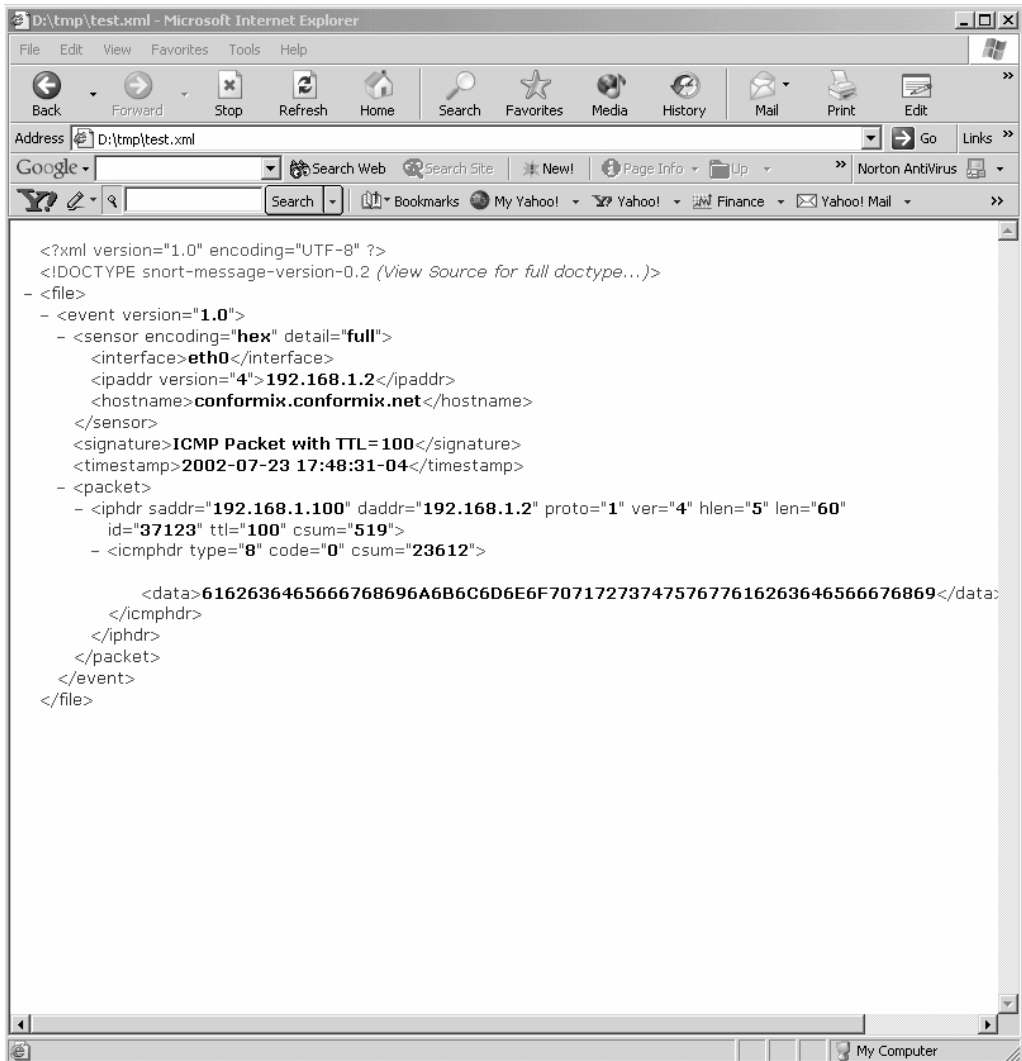 D:\tmp\test.xml - Microsoft Internet Explorer
File Edit View Favorites Tools Help
Back Forward Stop Refresh Home Search Favorites Media History Mail Print Edit »
Address D:\tmp\test.xml Go Links »
Google Search Web Search Site New! Page Info Up » Norton AntiVirus
Y? Search Bookmarks My Yahoo! Y? Yahoo! Finance Yahoo! Mail »
<?xml version="1.0" encoding="UTF-8" ?>
<!DOCTYPE snort-message-version-0.2 (View Source for full doctype...)>
- <file>
- <event version="1.0">
- <sensor encoding="hex" detail="full">
<interface>eth0</interface>
<ipaddr version="4">192.168.1.2</ipaddr>
<hostname>conformix.conformix.net</hostname>
</sensor>
<signature>ICMP Packet with TTL=100</signature>
<timestamp>2002-07-23 17:48:31-04</timestamp>
- <packet>
- <iphdr saddr="192.168.1.100" daddr="192.168.1.2" proto="1" ver="4" hlen="5" len="60"
id="37123" ttl="100" csum="519">
- <icmphdr type="8" code="0" csum="23612">
<data>6162636465666768696A6B6C6D6E6F7071727374757677616263646566676869</data>
</icmphdr>
</iphdr>
</packet>
</event>
</file>
My Computer